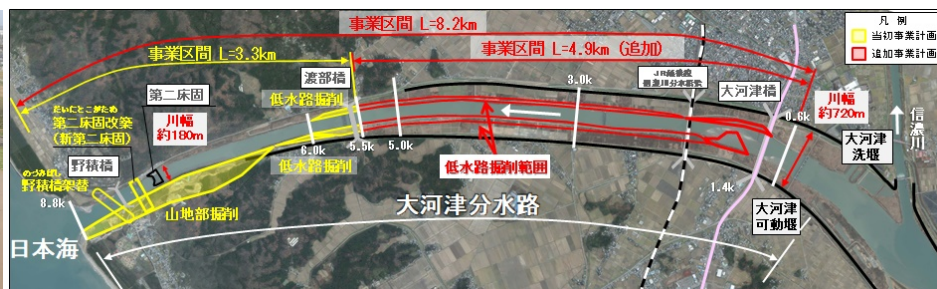 凡例
当初事業計画
追加事業計画
事業区間 L=8.2km
事業区間 L=3.3km
事業区間 L=4.9km (追加)
渡部橋
大河津橋
第二床固
だいにとこがため
第二床固改築
(新第二床固)
川幅
約180m
野積橋
のづみばし
野積橋架替
8.8k
日本海
山地部掘削
低水路掘削
低水路掘削
6.0k
5.5k
5.0k
3.0k
低水路掘削範囲
大河津分水路
1.4k
0.6k
川幅
約720m
大河津
洗堰
大河津
可動堰
信濃川